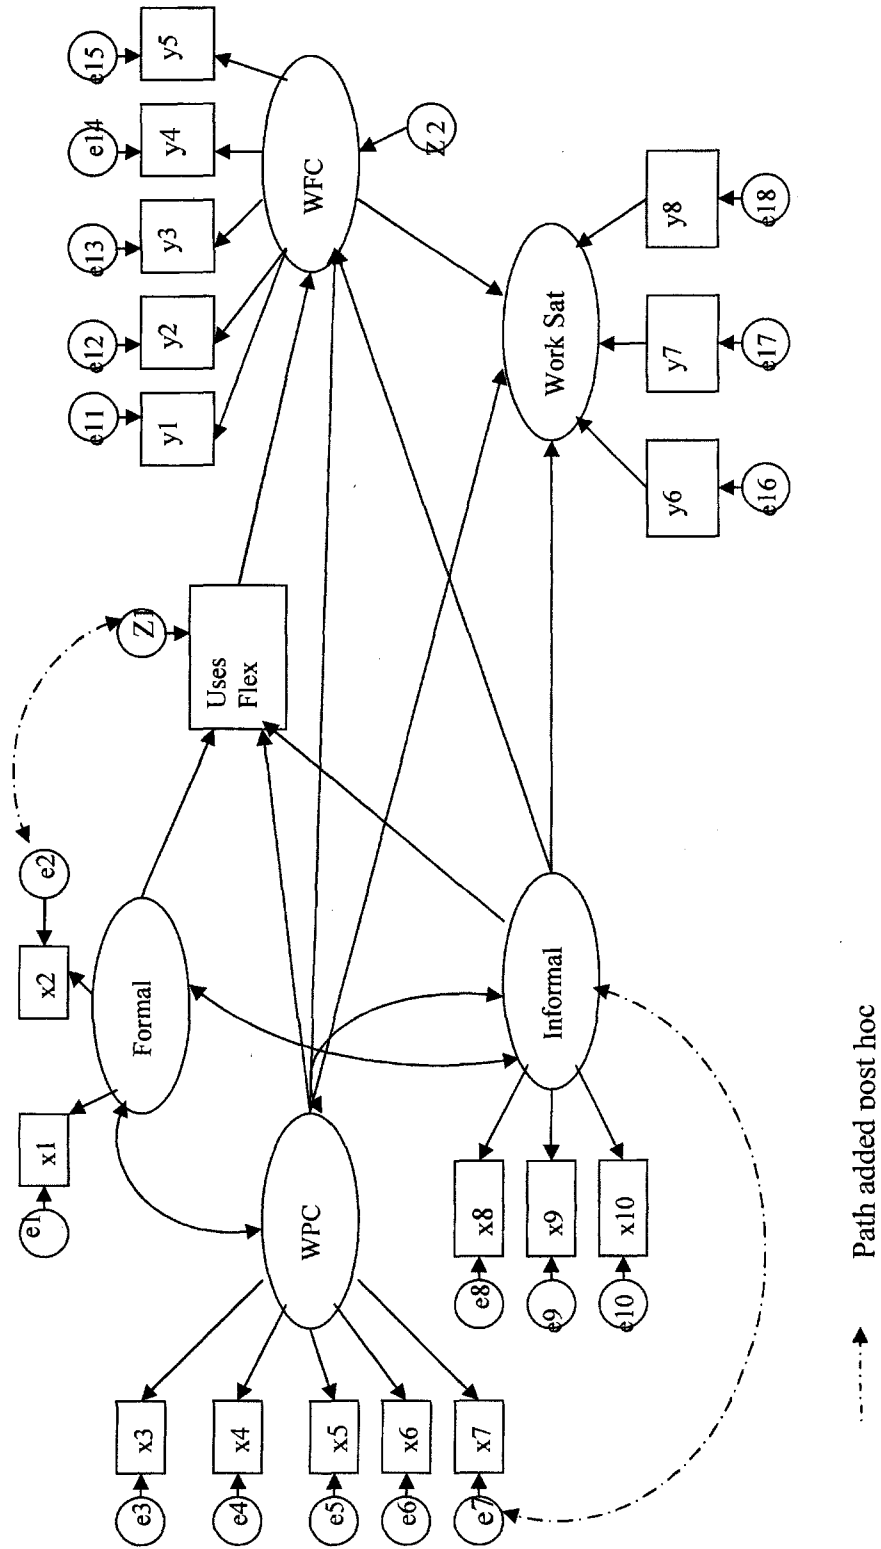 e1
x1
x2
e2
Formal
e3
x3
e4
x4
e5
x5
e6
x6
e7
x7
WPC
e8
x8
e9
x9
e10
x10
Informal
Z1
Uses
Flex
e11
y1
e12
y2
e13
y3
e14
y4
e15
y5
WFC
Z 2
Work Sat
y6
e16
y7
e17
y8
e18
Path added post hoc